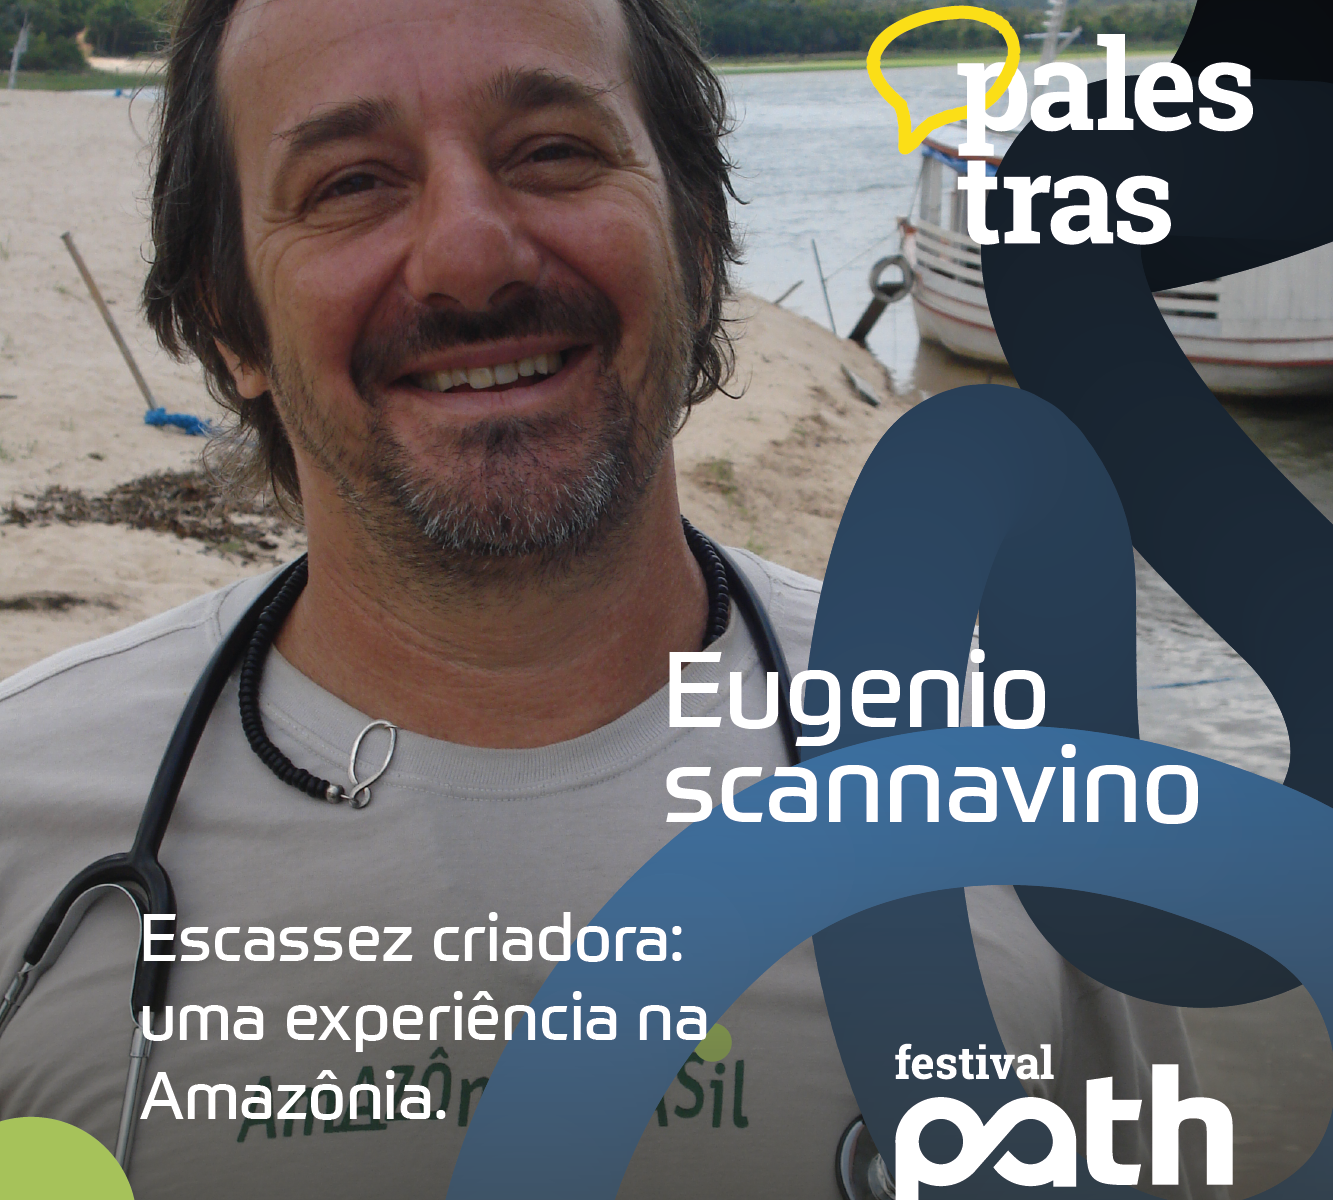 pales
tras
Eugenio
scannavino
Escassez criadora:
uma experiência na
Amazônia.
festival
path